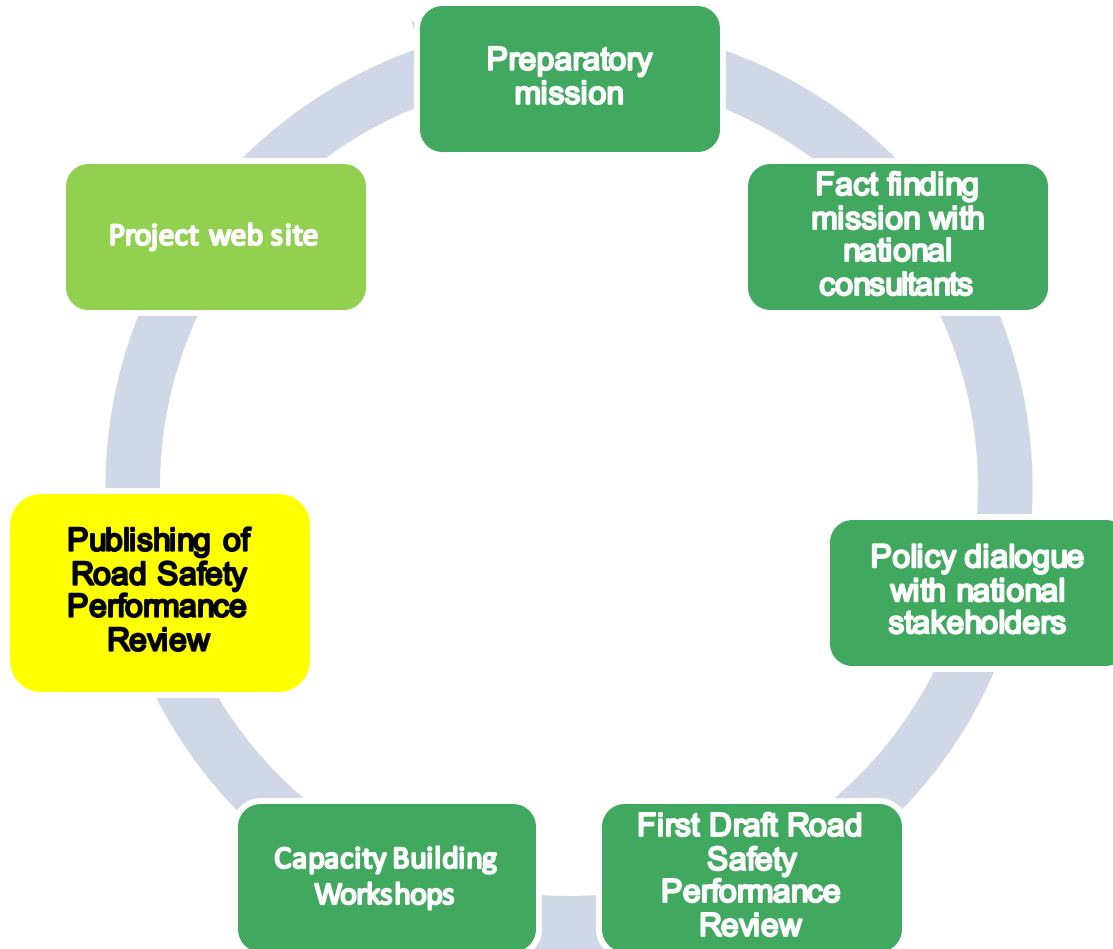 Preparatory
mission
Fact finding
mission with
national
consultants
Policy dialogue
with national
stakeholders
First Draft Road
Safety
Performance
Review
Capacity Building
Workshops
Publishing of
Road Safety
Performance
Review
Project web site